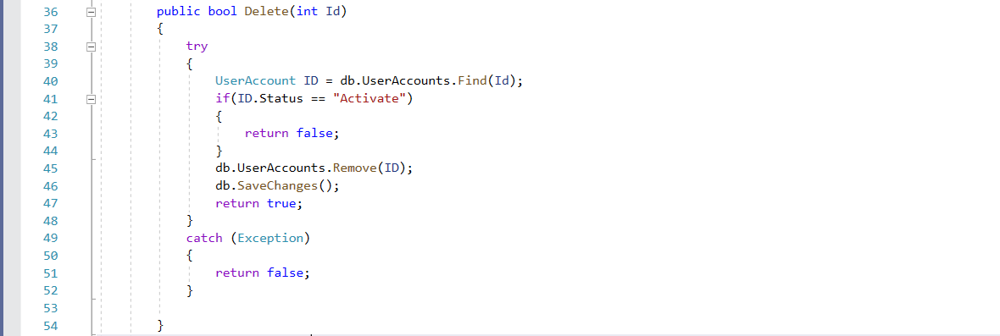 36 public bool Delete(int Id)
37 {
38 try
39 {
40 UserAccount ID = db.UserAccounts.Find(Id);
41 if(ID.Status == "Activate")
42 {
43 return false;
44 }
45 db.UserAccounts.Remove(ID);
46 db.SaveChanges();
47 return true;
48 }
49 catch (Exception)
50 {
51 return false;
52 }
53
54 }